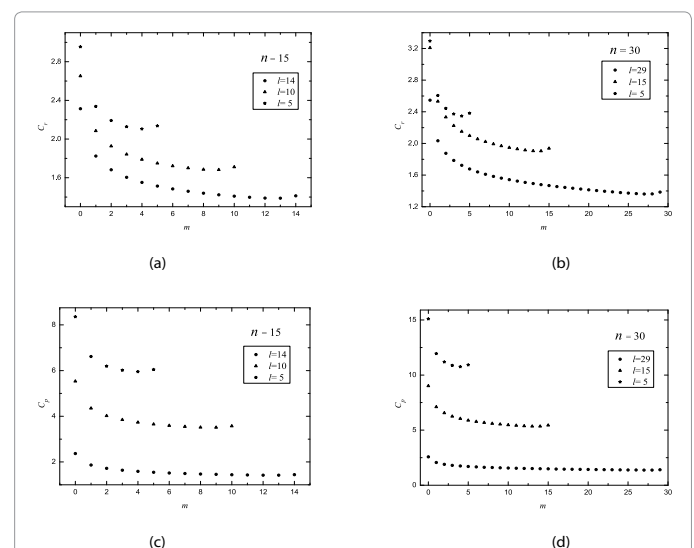 n - 15
l=14
l=10
l= 5
2.8
2.4
2.0
1.6
C_r
0 2 4 6 8 10 12 14
m
(a)
n = 30
l=29
l=15
l= 5
3.2
2.8
2.4
2.0
1.6
1.2
C_r
0 5 10 15 20 25 30
m
(b)
n - 15
l=14
l=10
l= 5
8
6
4
2
C_p
0 2 4 6 8 10 12 14
m
(c)
n - 30
l=29
l=15
l= 5
15
10
5
0
C_p
0 5 10 15 20 25 30
m
(d)